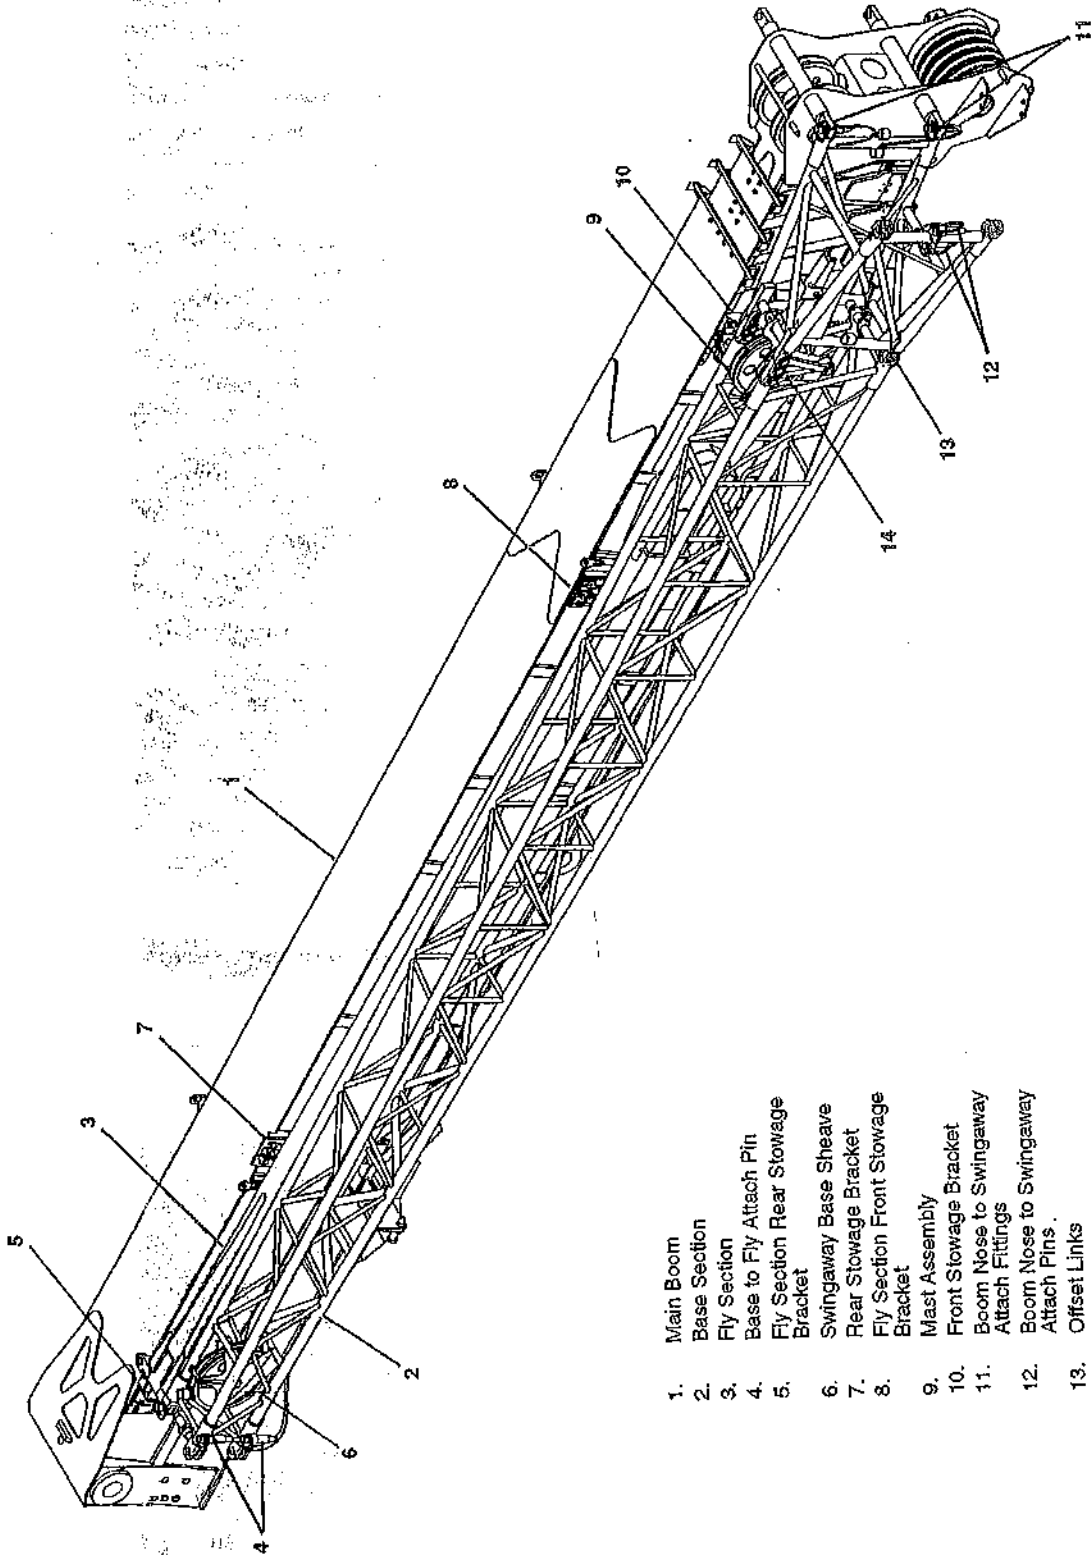 5
3
7
1
8
9
10
11
4
6
2
14
13
12
1. Main Boom
2. Base Section
3. Fly Section
4. Base to Fly Attach Pin
5. Fly Section Rear Stowage
Bracket
6. Swingaway Base Sheave
7. Rear Stowage Bracket
8. Fly Section Front Stowage
Bracket
9. Mast Assembly
10. Front Stowage Bracket
11. Boom Nose to Swingaway
Attach Fittings
12. Boom Nose to Swingaway
Attach Pins .
13. Offset Links